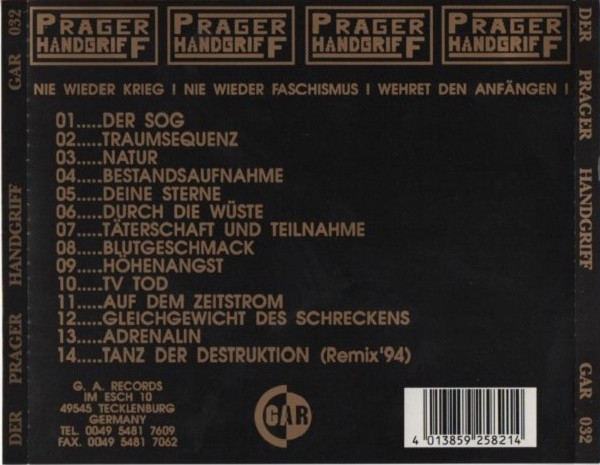 PRAGER HANDGRIFF PRAGER HANDGRIFF PRAGER HANDGRIFF PRAGER HANDGRIFF
NIE WIEDER KRIEG ! NIE WIEDER FASCHISMUS ! WEHRET DEN ANFÄNGEN !
01.....DER SOG
02.....TRAUMSEQUENZ
03.....NATUR
04.....BESTANDSAUFNAHME
05.....DEINE STERNE
06.....DURCH DIE WÜSTE
07.....TÄTERSCHAFT UND TEILNAHME
08.....BLUTGESCHMACK
09.....HÖHENANGST
10.....TV TOD
11.....AUF DEM ZEITSTROM
12.....GLEICHGEWICHT DES SCHRECKENS
13.....ADRENALIN
14.....TANZ DER DESTRUKTION (Remix'94)
G. A. RECORDS
IM ESCH 10
49545 TECKLENBURG
GERMANY
TEL. 0049 5481 7609
FAX. 0049 5481 7062
GAR
4 013859 258214
DER PRAGER HANDGRIFF GAR 032
DER PRAGER HANDGRIFF GAR 032